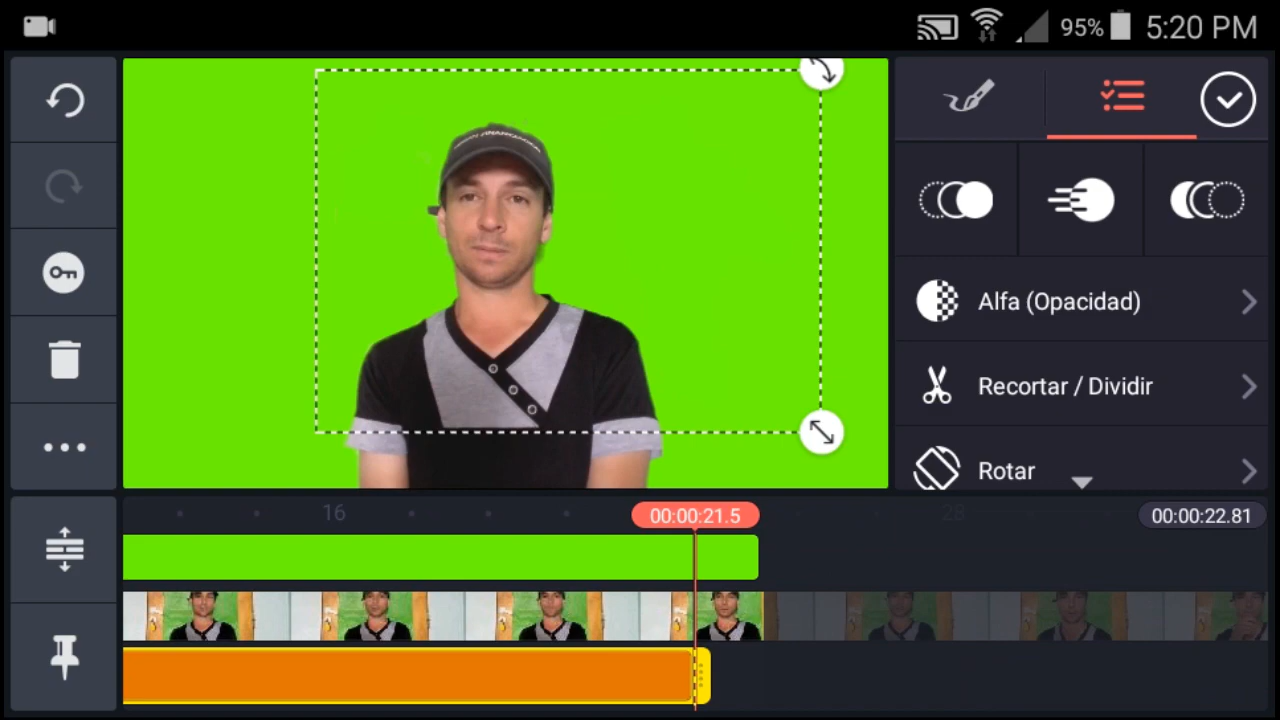 95% 5:20 PM
Alfa (Opacidad)
Recortar / Dividir
Rotar
16
00:00:21.5
28
00:00:22.81